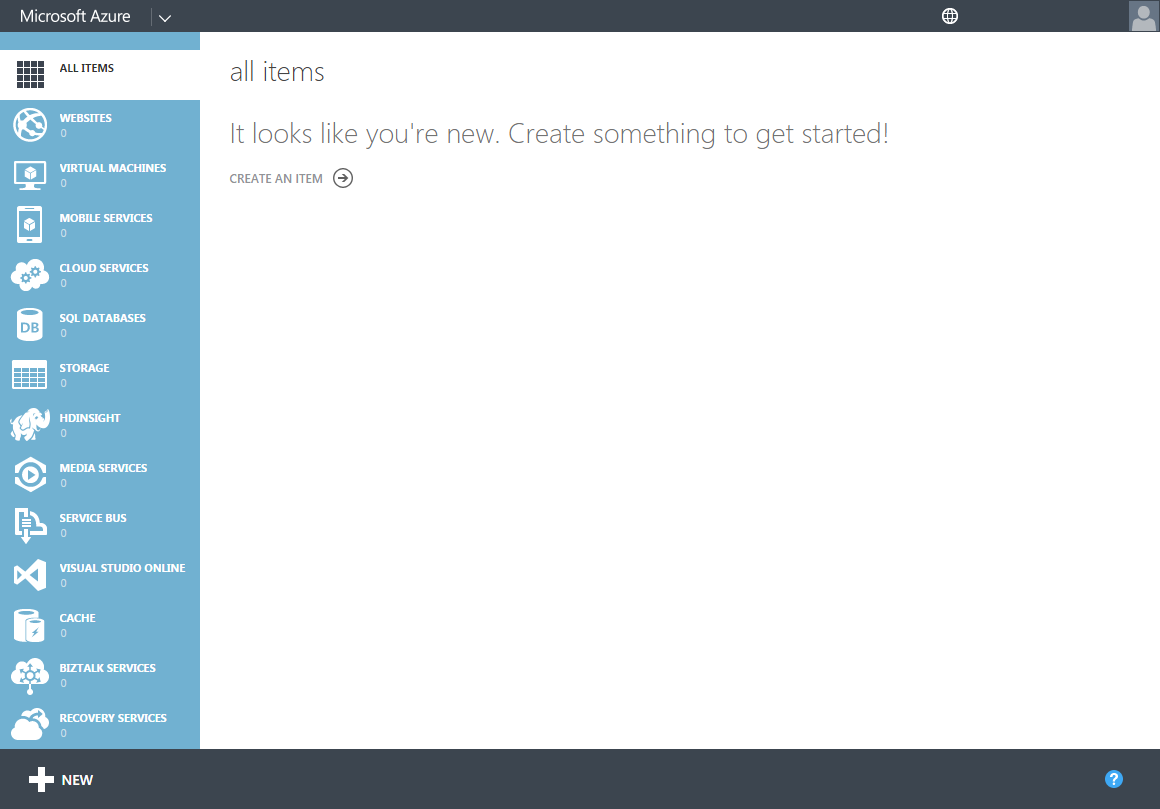 Microsoft Azure
ALL ITEMS
WEBSITES
0
VIRTUAL MACHINES
0
MOBILE SERVICES
0
CLOUD SERVICES
0
SQL DATABASES
0
DB
STORAGE
0
HDINSIGHT
0
MEDIA SERVICES
0
SERVICE BUS
0
VISUAL STUDIO ONLINE
0
CACHE
0
BIZTALK SERVICES
0
RECOVERY SERVICES
0
all items
It looks like you're new. Create something to get started!
CREATE AN ITEM
NEW
?